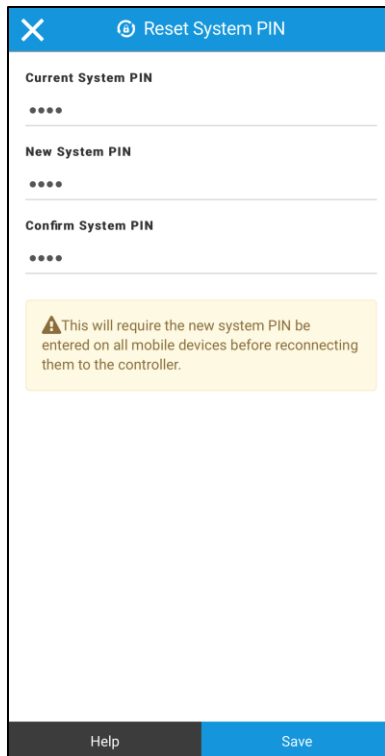 Reset System PIN
Current System PIN
••••
New System PIN
••••
Confirm System PIN
••••
This will require the new system PIN be
entered on all mobile devices before reconnecting
them to the controller.
Help
Save